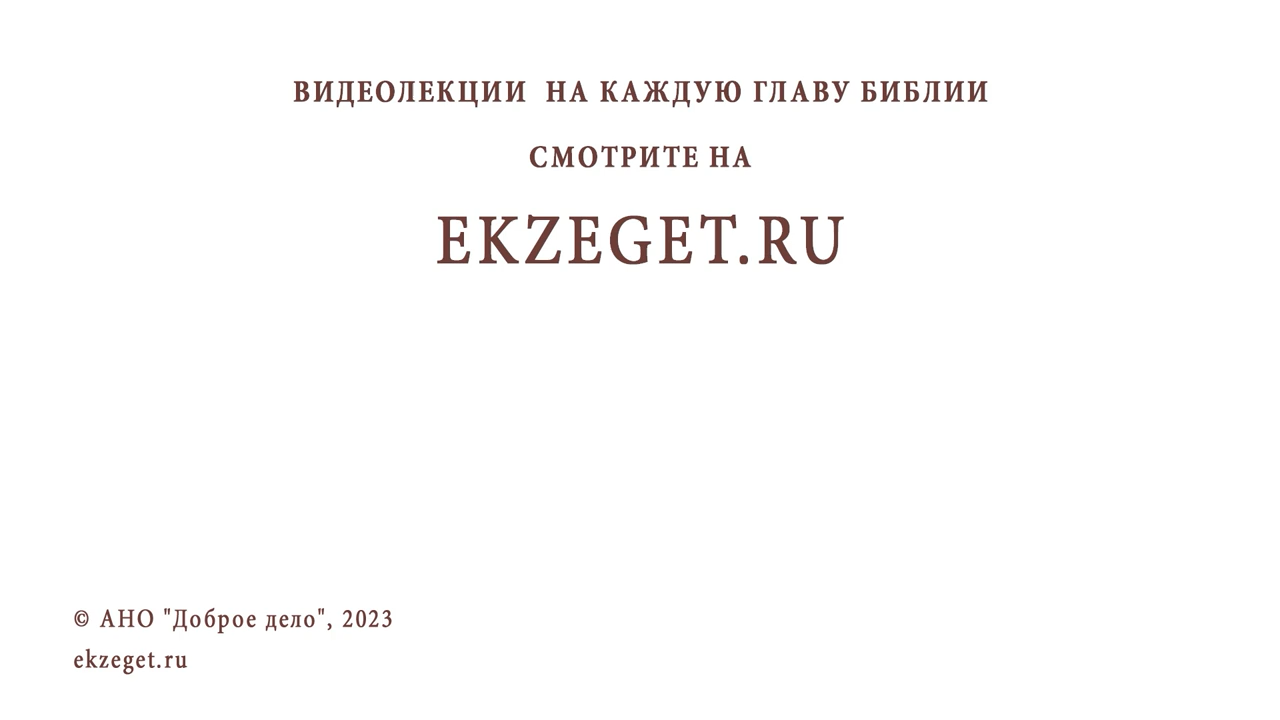 ВИДЕОЛЕКЦИИ НА КАЖДУЮ ГЛАВУ БИБЛИИ
СМОТРИТЕ НА
EKZEGET.RU
© АНО "Доброе дело", 2023
ekzeget.ru